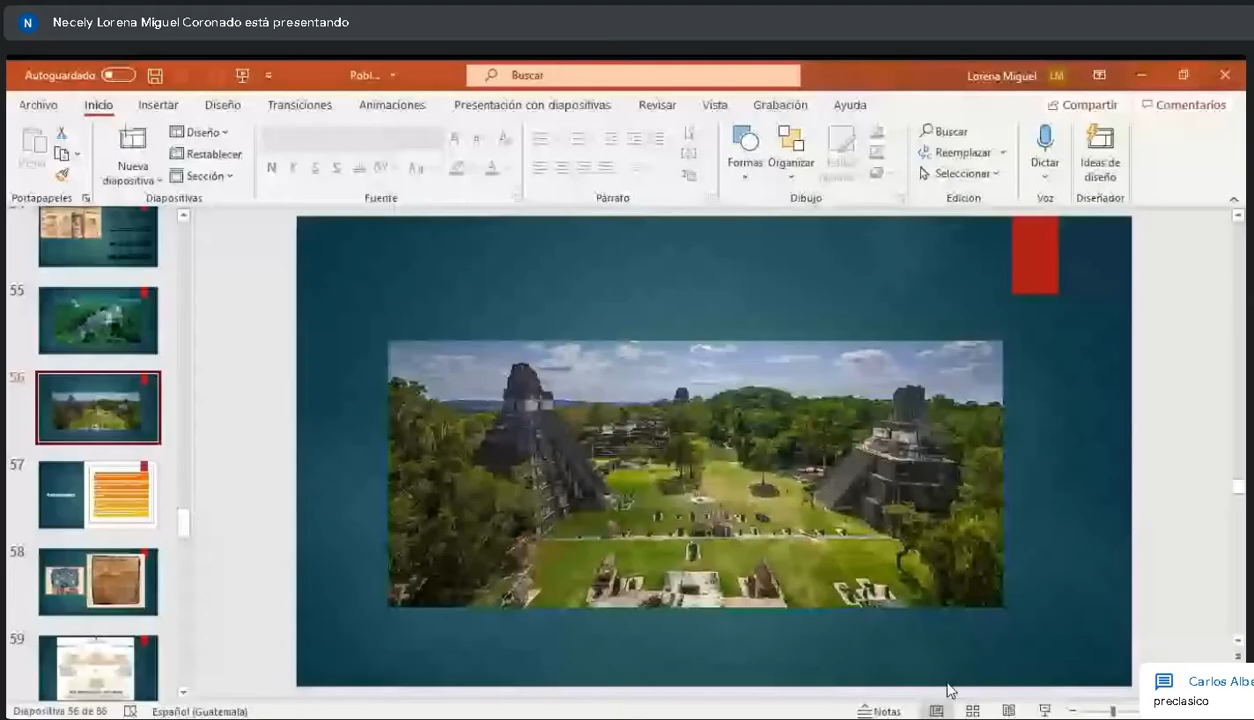 N Necely Lorena Miguel Coronado está presentando
Autoguardado Pobl... Buscar Lorena Miguel LM
Archivo Inicio Insertar Diseño Transiciones Animaciones Presentación con diapositivas Revisar Vista Grabación Ayuda Compartir Comentarios
Nueva diapositiva
Diseño
Restablecer
Sección
N K S S
Formas Organizar
Buscar
Reemplazar
Seleccionar
Dictar
Ideas de diseño
Portapapeles Diapositivas Fuente Párrafo Dibujo Edición Voz Diseñador
55
56
57
58
59
Carlos Albe
preclasico
Diapositiva 56 de 86 Español (Guatemala) Notas